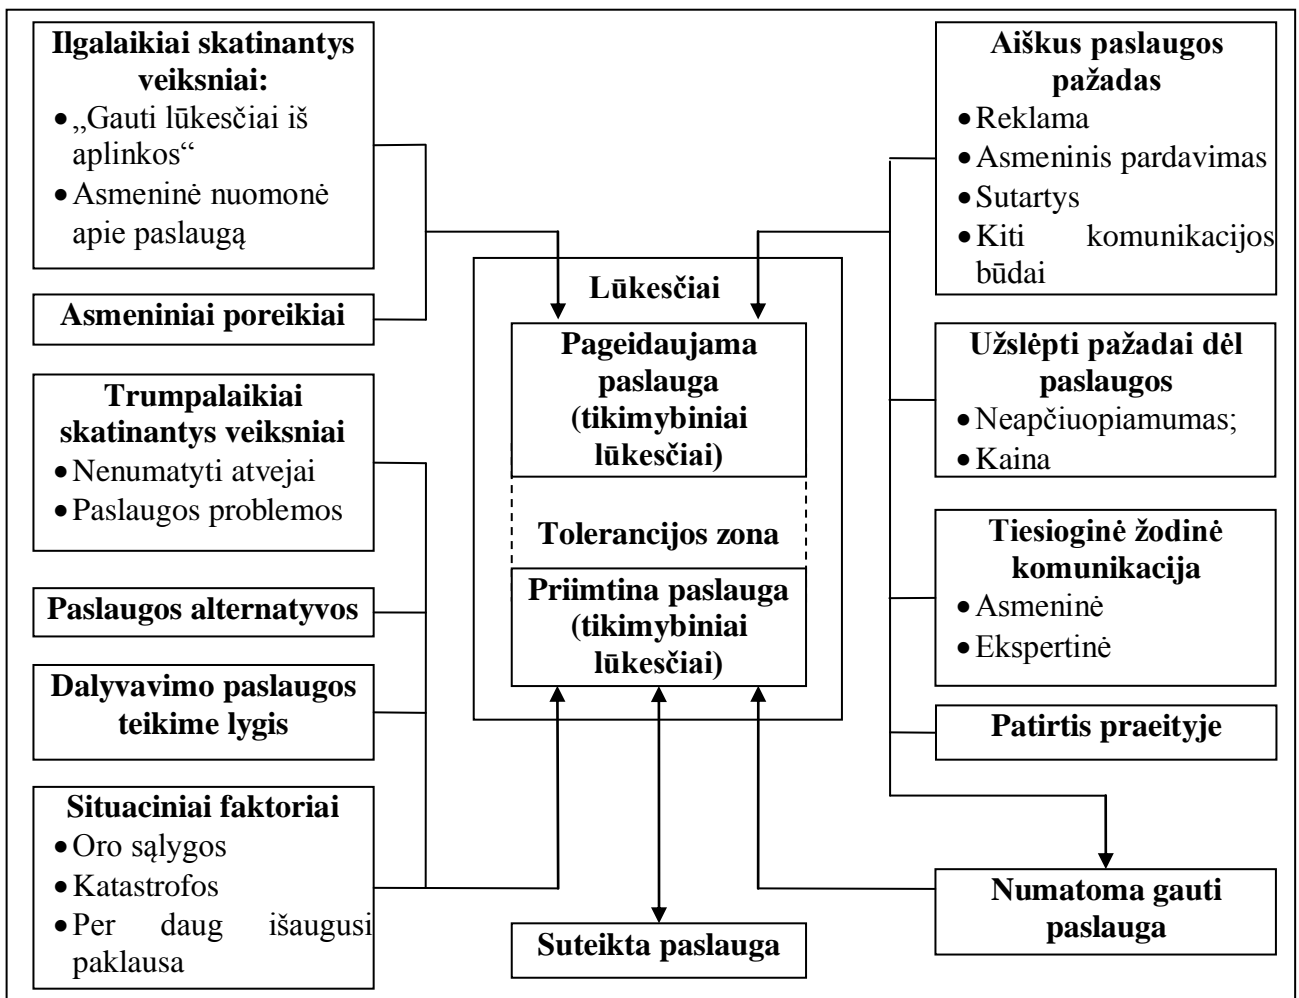 Ilgalaikiai skatinantys
veiksniai:
• „Gauti lūkesčiai iš
aplinkos“
• Asmeninė nuomonė
apie paslaugą
Asmeniniai poreikiai
Trumpalaikiai
skatinantys veiksniai
• Nenumatyti atvejai
• Paslaugos problemos
Paslaugos alternatyvos
Dalyvavimo paslaugos
teikime lygis
Situaciniai faktoriai
• Oro sąlygos
• Katastrofos
• Per daug išaugusi
paklausa
Lūkesčiai
Pageidaujama
paslauga
(tikimybiniai
lūkesčiai)
Tolerancijos zona
Priimtina paslauga
(tikimybiniai
lūkesčiai)
Suteikta paslauga
Aiškus paslaugos
pažadas
• Reklama
• Asmeninis pardavimas
• Sutartys
• Kiti komunikacijos
būdai
Užslėpti pažadai dėl
paslaugos
• Neapčiuopiamumas;
• Kaina
Tiesioginė žodinė
komunikacija
• Asmeninė
• Ekspertinė
Patirtis praeityje
Numatoma gauti
paslauga